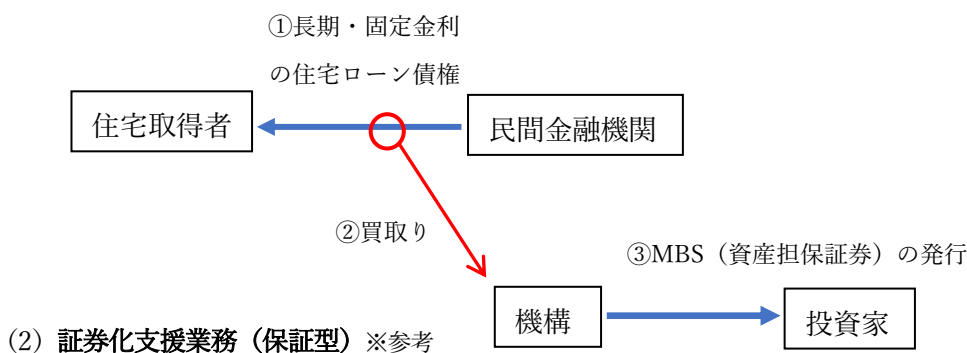 ①長期・固定金利
の住宅ローン債権
住宅取得者
民間金融機関
②買取り
③MBS（資産担保証券）の発行
機構
投資家
（2）証券化支援業務（保証型）※参考